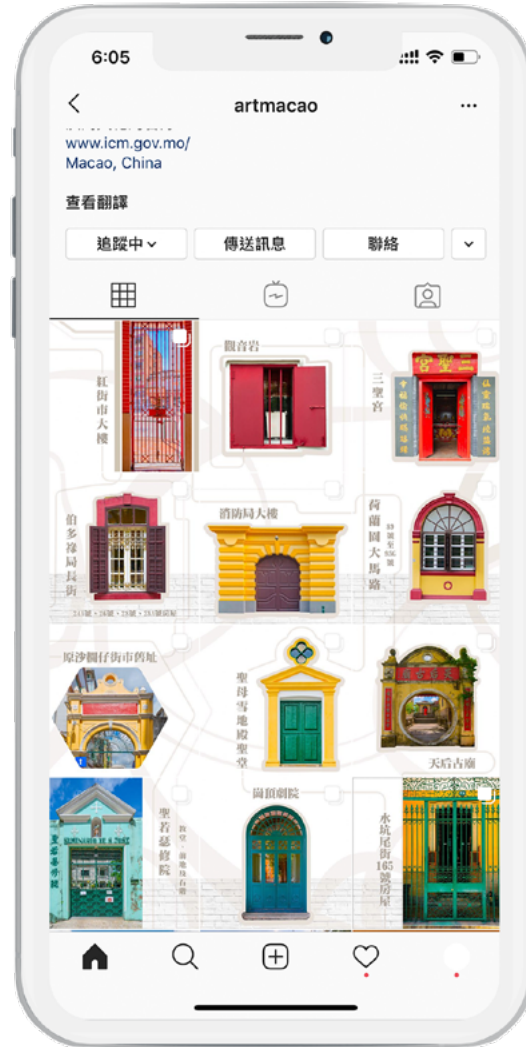 6:05
artmacao
www.icm.gov.mo/
Macao, China
查看翻譯
追蹤中
傳送訊息
聯絡
紅街市大樓
觀音岩
三聖宮
宮聖三
伯多祿局長街
消防局大樓
荷蘭園大馬路
原沙欄仔街市舊址
聖母雪地殿聖堂
天后古廟
聖若瑟修院
崗頂劇院
水坑尾街
165
號房屋